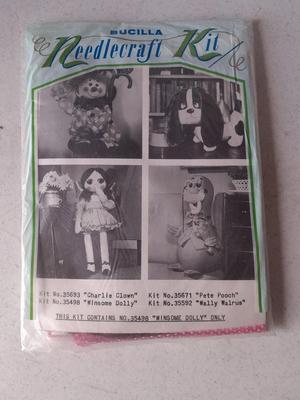 BUCILLA
Needlecraft Kit
Kit No.35693 "Charlie Clown" Kit No.35671 "Pete Pooch"
Kit No.35498 "Winsome Dolly" Kit No.35592 "Wally Walrus"
THIS KIT CONTAINS NO.35498 "WINSOME DOLLY" ONLY